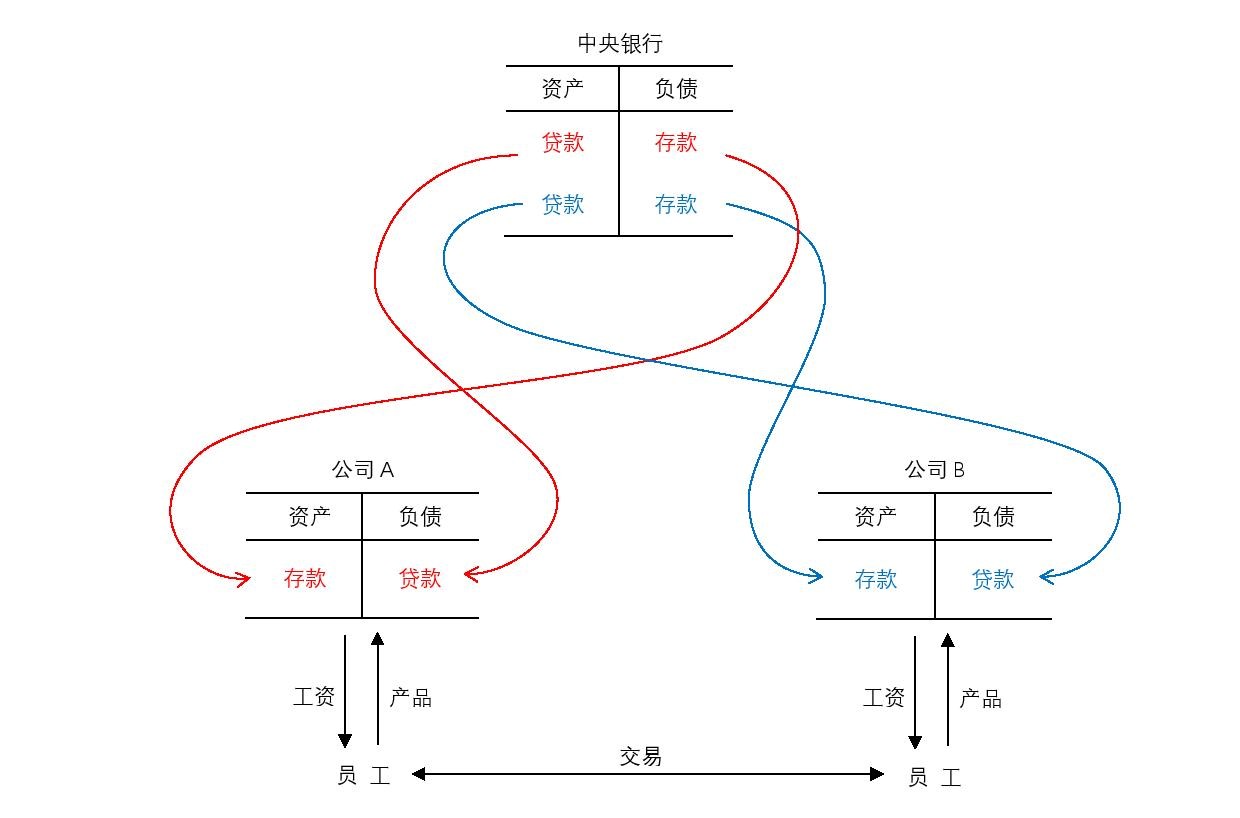 中央银行
资产 负债
贷款 存款
贷款 存款
公司A 公司B
资产 负债 资产 负债
存款 贷款 存款 贷款
工资 产品 工资 产品
交易
员 工 员 工